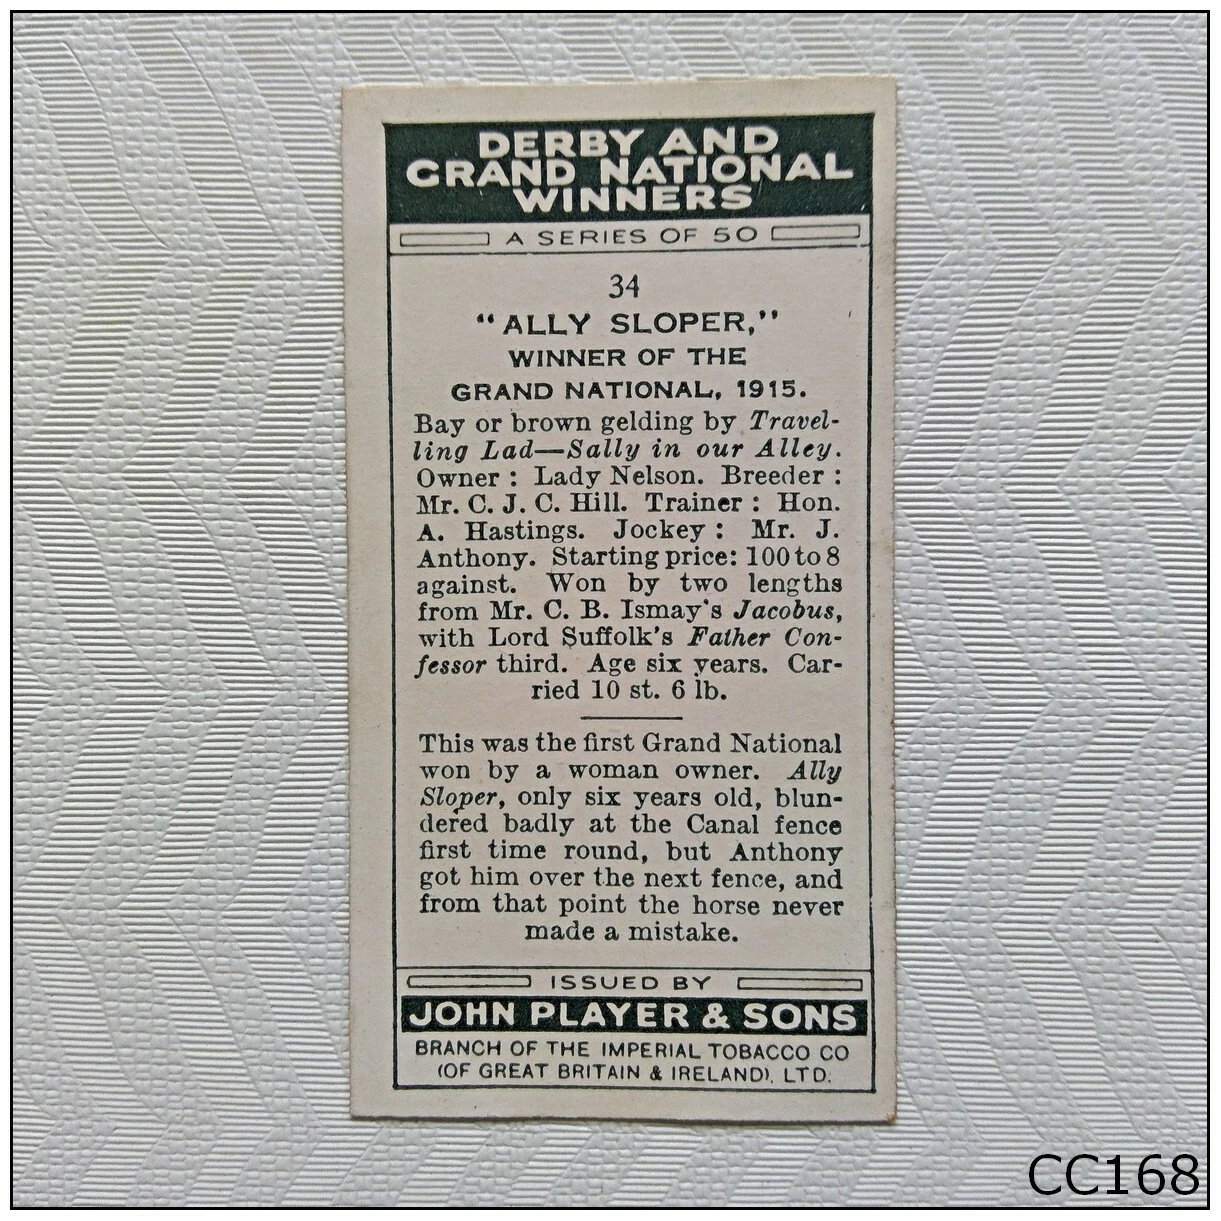 DERBY AND
GRAND NATIONAL
WINNERS
A SERIES OF 50
34
"ALLY SLOPER,"
WINNER OF THE
GRAND NATIONAL, 1915.
Bay or brown gelding by Travel-
ling Lad—Sally in our Alley.
Owner : Lady Nelson. Breeder :
Mr. C. J. C. Hill. Trainer : Hon.
A. Hastings. Jockey : Mr. J.
Anthony. Starting price: 100 to 8
against. Won by two lengths
from Mr. C. B. Ismay's Jacobus,
with Lord Suffolk's Father Con-
fessor third. Age six years. Car-
ried 10 st. 6 lb.
This was the first Grand National
won by a woman owner. Ally
Sloper, only six years old, blun-
dered badly at the Canal fence
first time round, but Anthony
got him over the next fence, and
from that point the horse never
made a mistake.
ISSUED BY
JOHN PLAYER & SONS
BRANCH OF THE IMPERIAL TOBACCO CO
(OF GREAT BRITAIN & IRELAND), LTD.
CC168